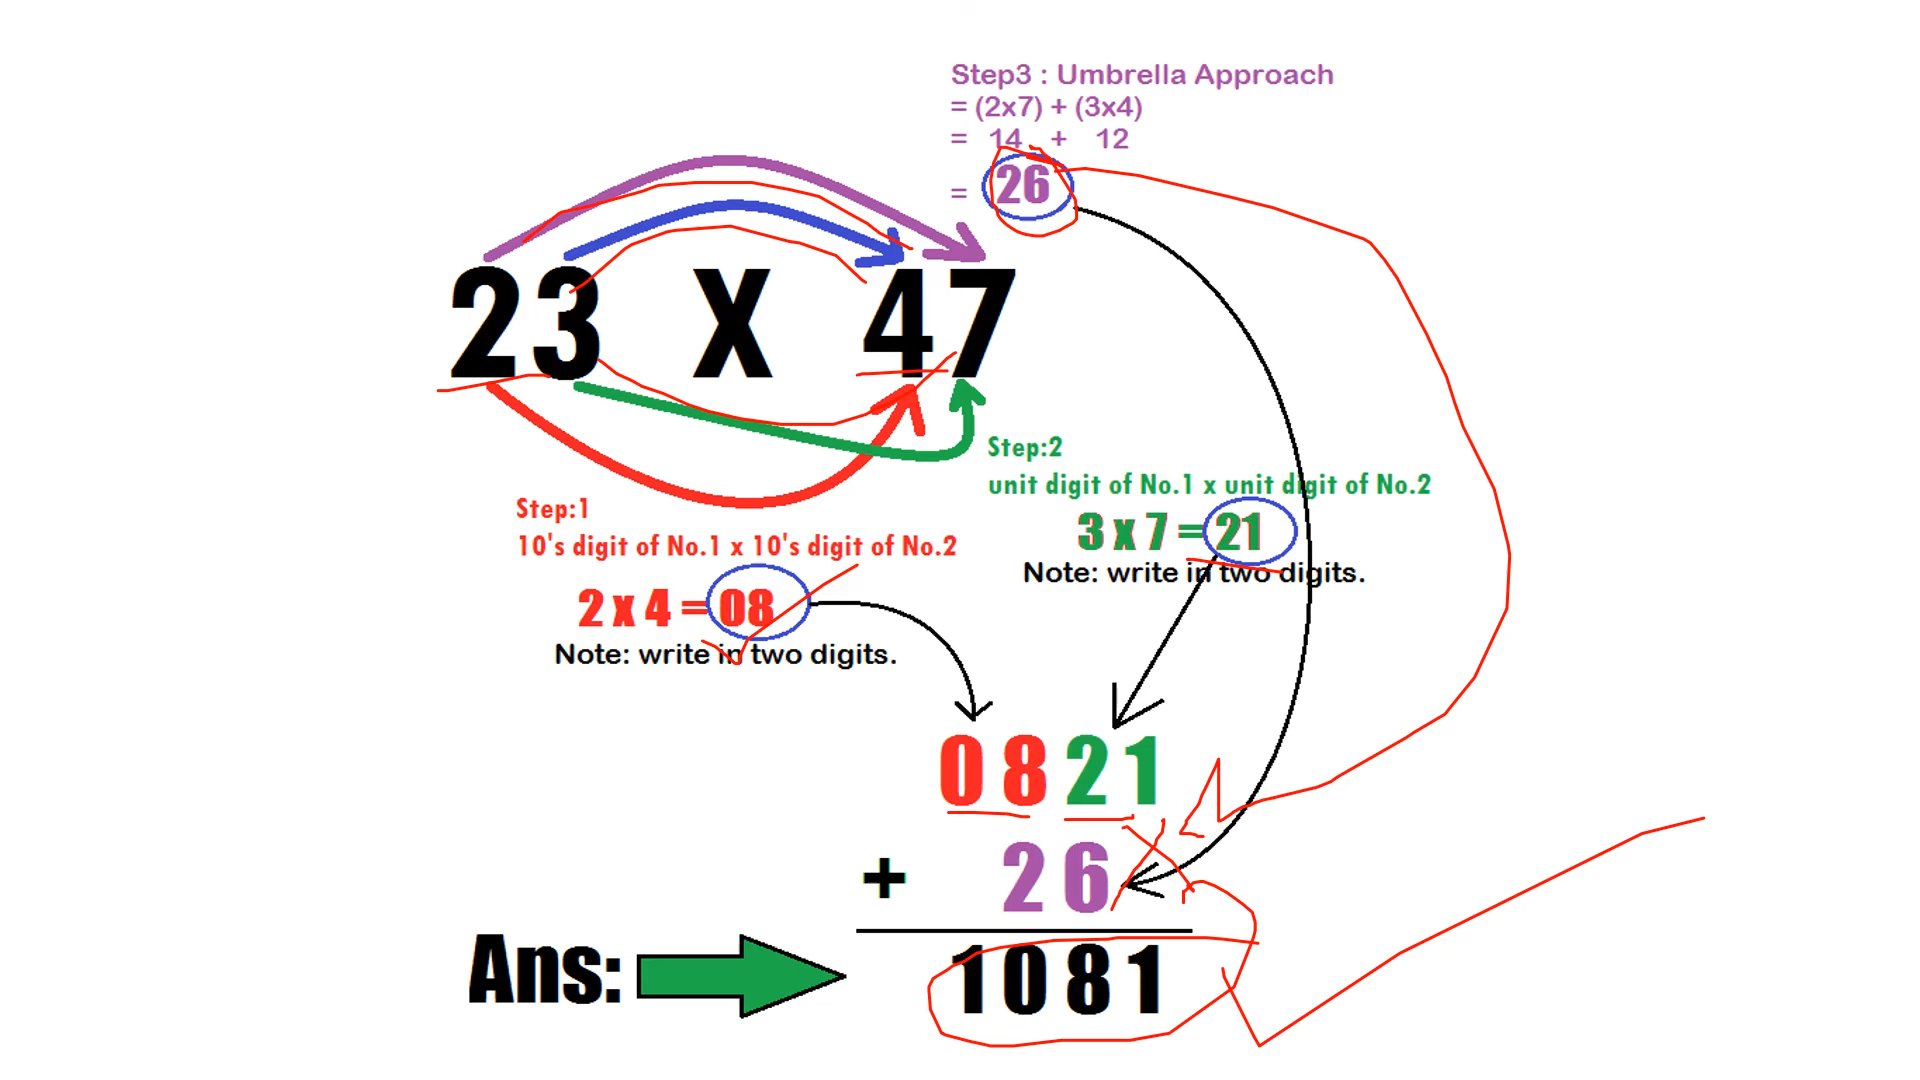 Step3 : Umbrella Approach
= (2x7) + (3x4)
= 14 + 12
= 26
23 X 47
Step:2
unit digit of No.1 x unit digit of No.2
3 x 7 = 21
Note: write in two digits.
Step:1
10's digit of No.1 x 10's digit of No.2
2 x 4 = 08
Note: write in two digits.
0821
+ 26
Ans: 1081